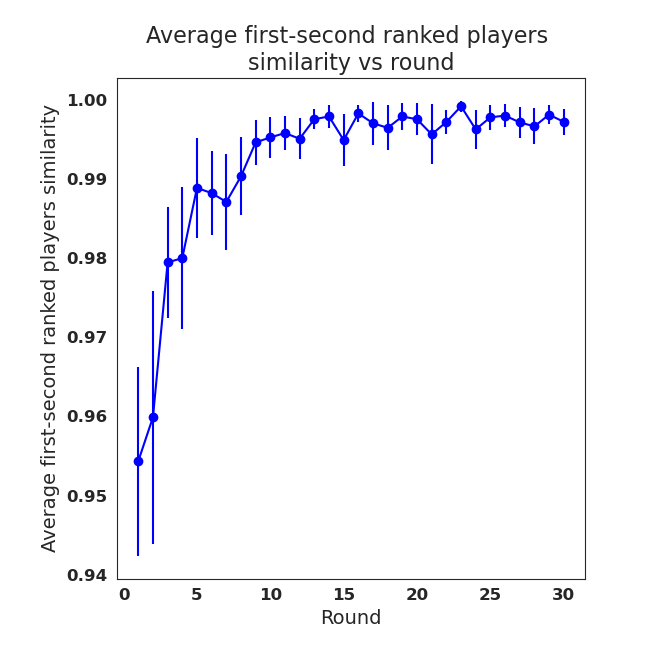 Average first-second ranked players
similarity vs round
Average first-second ranked players similarity
1.00
0.99
0.98
0.97
0.96
0.95
0.94
0 5 10 15 20 25 30
Round